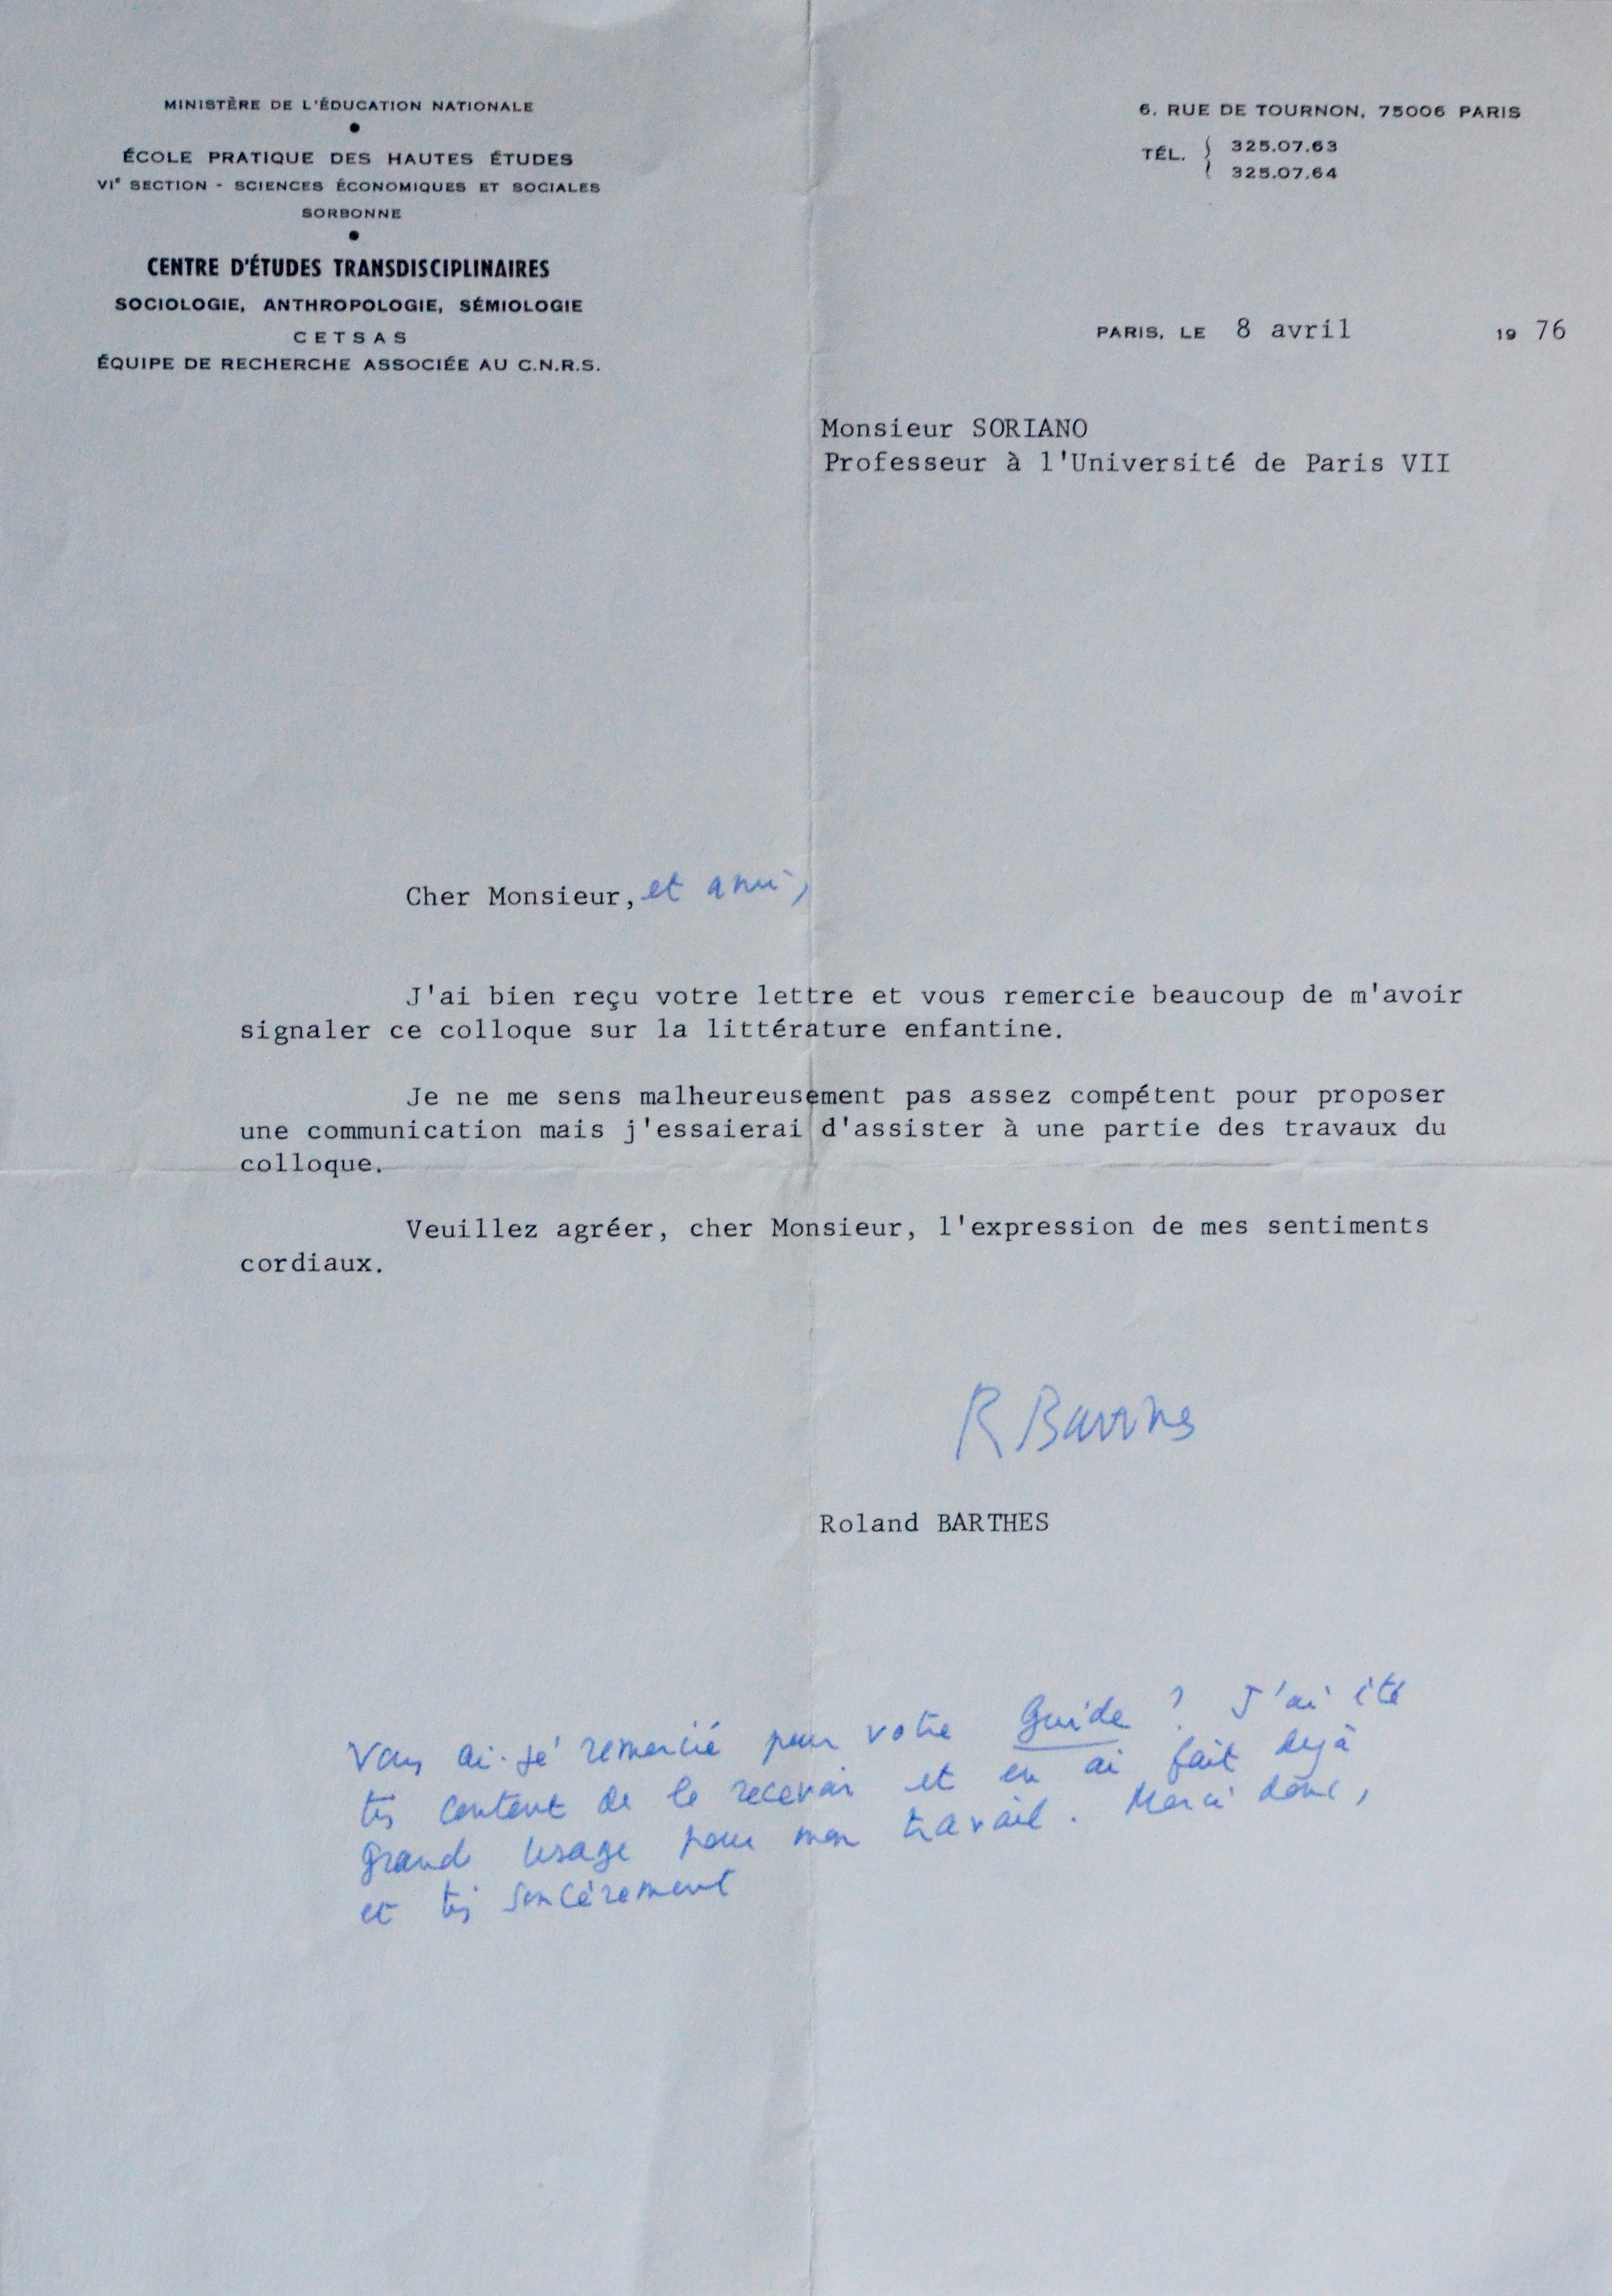 MINISTÈRE DE L'ÉDUCATION NATIONALE
ÉCOLE PRATIQUE DES HAUTES ÉTUDES
VIe SECTION - SCIENCES ÉCONOMIQUES ET SOCIALES
SORBONNE
CENTRE D'ÉTUDES TRANSDISCIPLINAIRES
SOCIOLOGIE, ANTHROPOLOGIE, SÉMIOLOGIE
CETSAS
ÉQUIPE DE RECHERCHE ASSOCIÉE AU C.N.R.S.
6, RUE DE TOURNON, 75006 PARIS
TÉL. 325.07.63
325.07.64
PARIS, LE 8 avril 1976
Monsieur SORIANO
Professeur à l'Université de Paris VII
Cher Monsieur, et ami,
J'ai bien reçu votre lettre et vous remercie beaucoup de m'avoir
signaler ce colloque sur la littérature enfantine.
Je ne me sens malheureusement pas assez compétent pour proposer
une communication mais j'essaierai d'assister à une partie des travaux du
colloque.
Veuillez agréer, cher Monsieur, l'expression de mes sentiments
cordiaux.
R Barthes
Roland BARTHES
Vous ai-je remercié pour votre Guide ? J'ai été
très content de le recevoir et en ai fait déjà
grand usage pour mon travail. Merci donc,
et très sincèrement